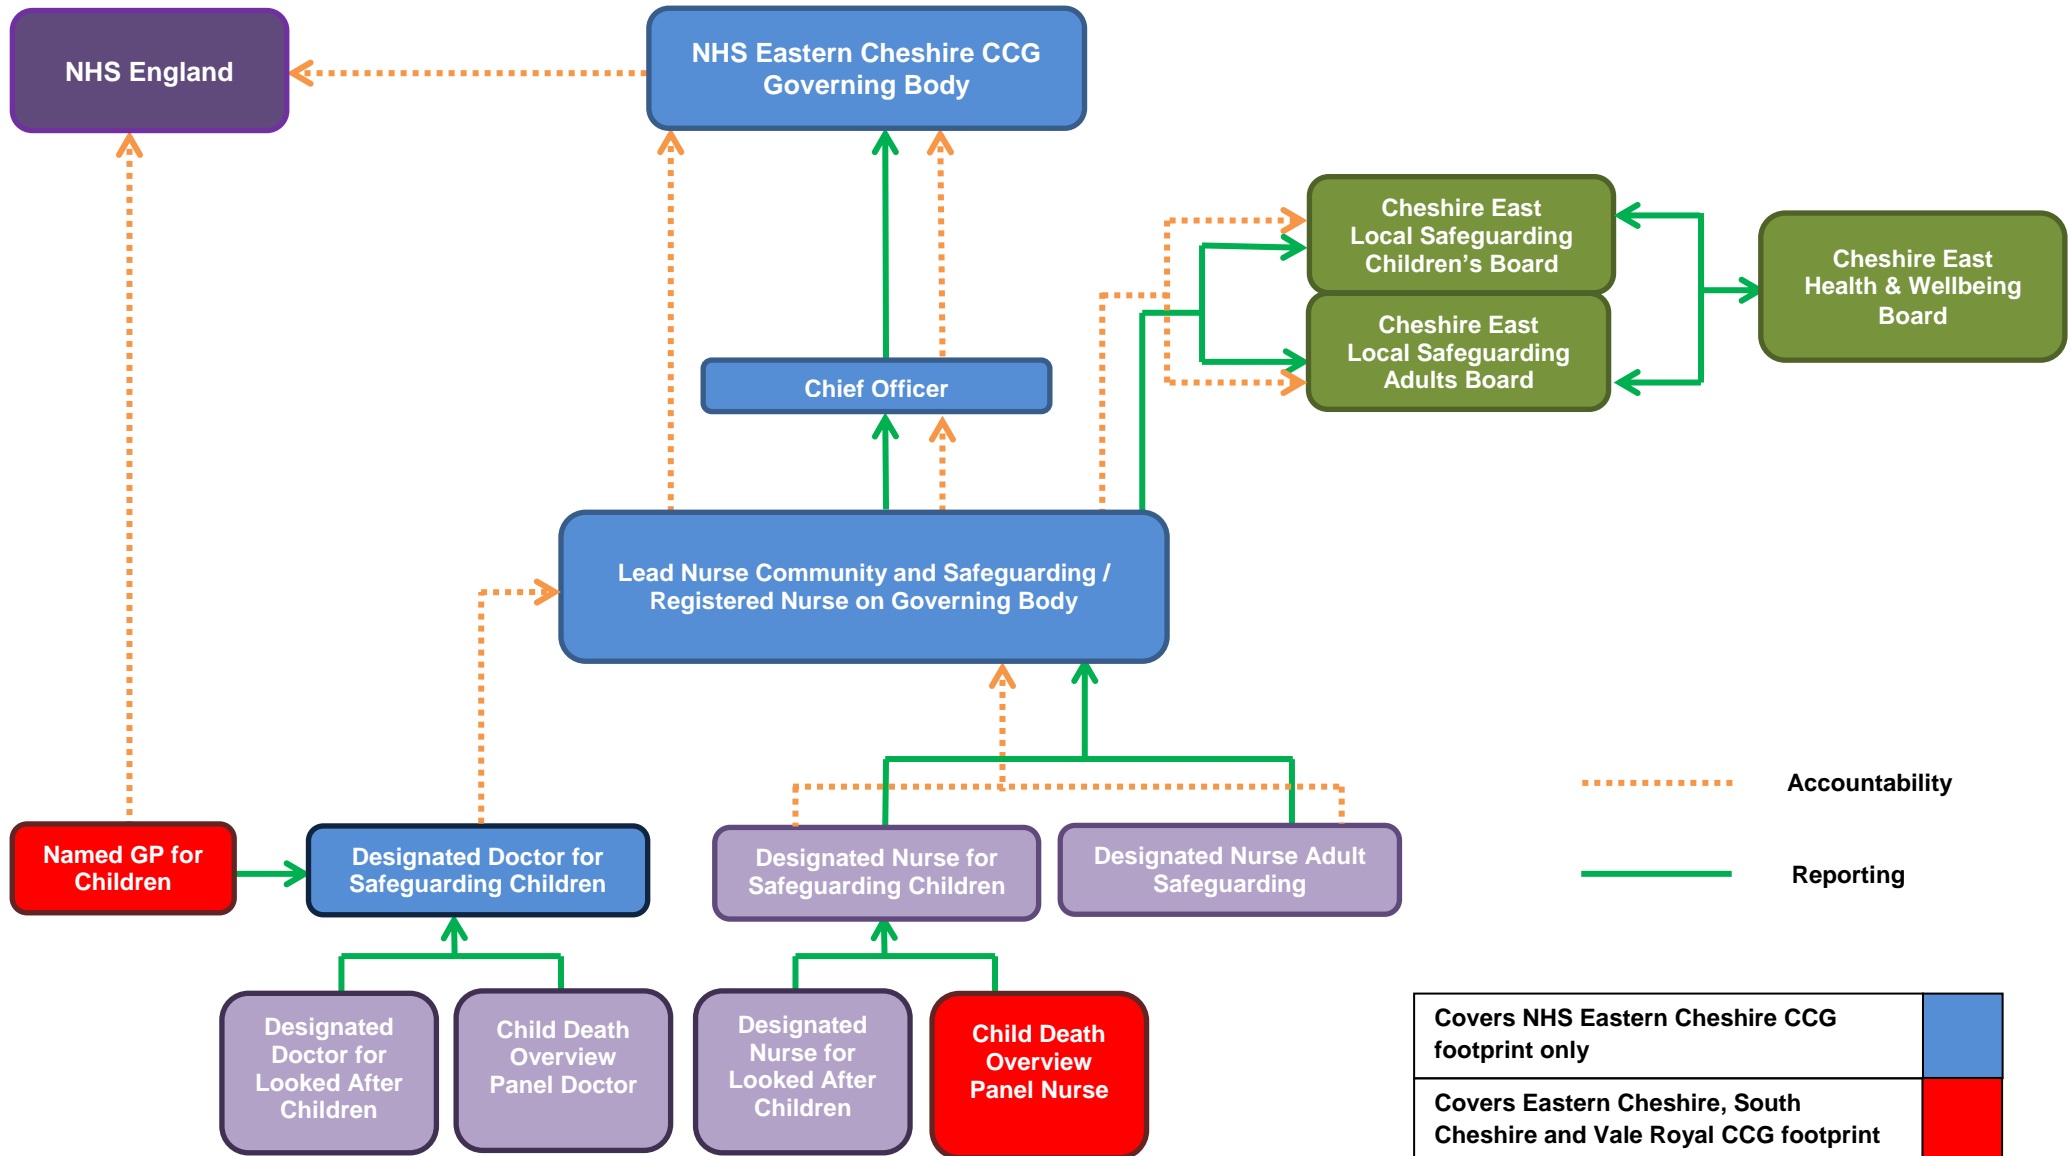 NHS England
NHS Eastern Cheshire CCG
Governing Body
Cheshire East
Local Safeguarding
Children’s Board
Cheshire East
Health & Wellbeing
Board
Cheshire East
Local Safeguarding
Adults Board
Chief Officer
Lead Nurse Community and Safeguarding /
Registered Nurse on Governing Body
Accountability
Reporting
Named GP for
Children
Designated Doctor for
Safeguarding Children
Designated Nurse for
Safeguarding Children
Designated Nurse Adult
Safeguarding
Designated
Doctor for
Looked After
Children
Child Death
Overview
Panel Doctor
Designated
Nurse for
Looked After
Children
Child Death
Overview
Panel Nurse
Covers NHS Eastern Cheshire CCG
footprint only
Covers Eastern Cheshire, South
Cheshire and Vale Royal CCG footprint